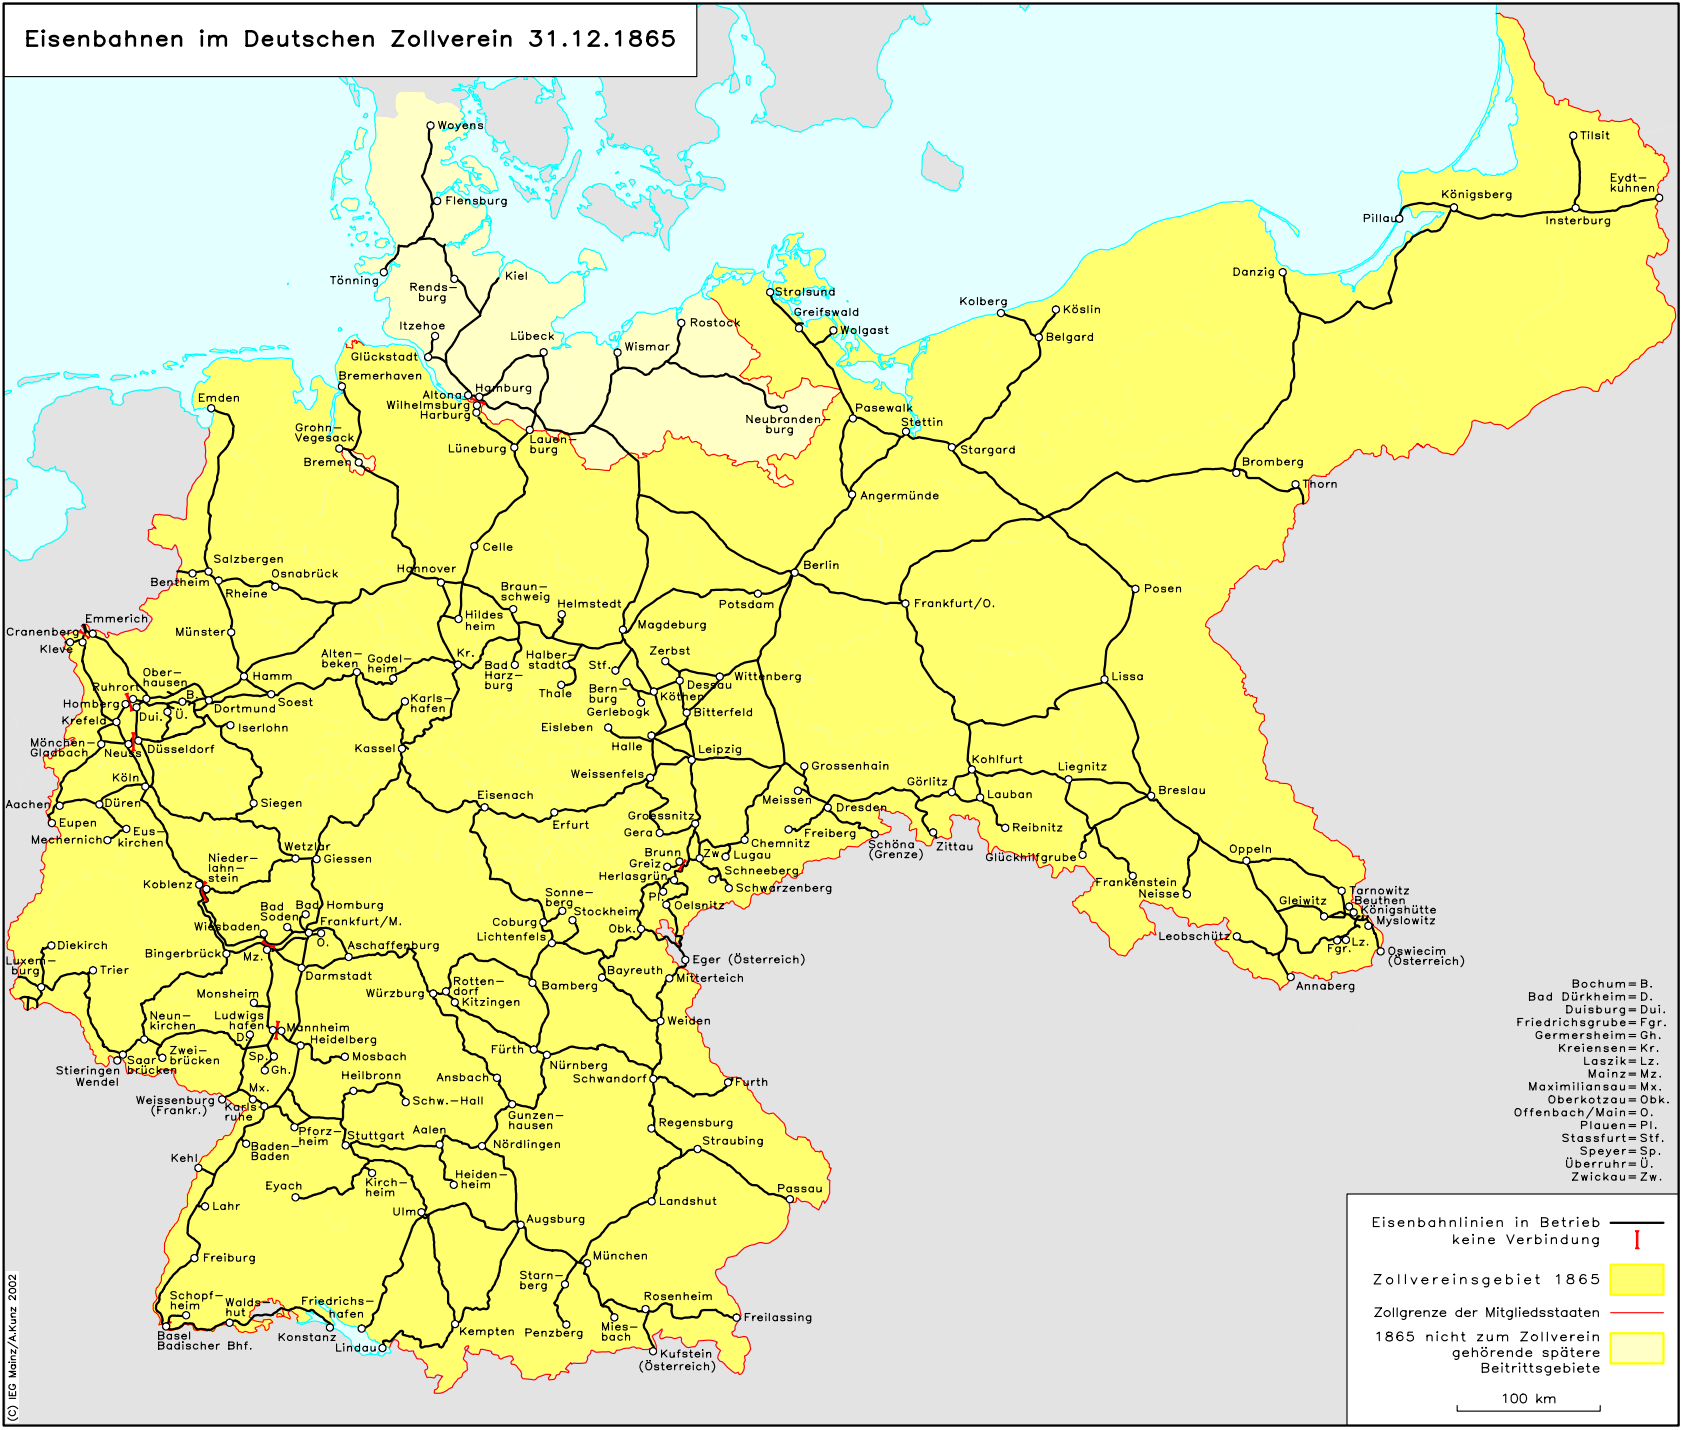 Eisenbahnen im Deutschen Zollverein 31.12.1865
Woyens
Flensburg
Tönning
Rends-
burg
Kiel
Itzehoe
Glückstadt
Lübeck
Wismar
Rostock
Stralsund
Greifswald
Wolgast
Kolberg
Köslin
Belgard
Danzig
Pillau
Königsberg
Tilsit
Eydt-
kuhnen
Insterburg
Bremerhaven
Emden
Altona
Hamburg
Wilhelmsburg
Harburg
Grohn-
Vegesack
Bremen
Lüneburg
Lauen-
burg
Neubranden-
burg
Pasewalk
Stettin
Stargard
Angermünde
Bromberg
Thorn
Celle
Salzbergen
Bentheim
Rheine
Osnabrück
Hannover
Braun-
schweig
Helmstedt
Hildes
heim
Berlin
Potsdam
Magdeburg
Frankfurt/O.
Posen
Emmerich
Cranenberg
Kleve
Münster
Alten-
beken
Godel-
heim
Kr.
Bad
Harz-
burg
Halber-
stadt
Thale
Stf.
Zerbst
Bern-
burg
Gerlebogk
Dessau
Köthen
Wittenberg
Bitterfeld
Lissa
Ober-
hausen
Ruhrort
Homberg
B.
Hamm
Soest
Dortmund
Dui.
Ü.
Krefeld
Iserlohn
Karls-
hafen
Mönchen-
Gladbach
Neuss
Düsseldorf
Kassel
Eisleben
Halle
Leipzig
Weissenfels
Grossenhain
Meissen
Görlitz
Kohlfurt
Lauban
Liegnitz
Breslau
Köln
Aachen
Düren
Siegen
Eisenach
Erfurt
Groessnitz
Gera
Dresden
Chemnitz
Freiberg
Schöna
(Grenze)
Zittau
Reibnitz
Glückhilfgrube
Eupen
Mechernich
Eus-
kirchen
Wetzlar
Giessen
Nieder-
lahn-
stein
Koblenz
Brunn
Greiz
Zw.
Lugau
Herlasgrün
Schneeberg
Schwarzenberg
Pl.
Oelsnitz
Frankenstein
Neisse
Oppeln
Tarnowitz
Beuthen
Königshütte
Myslowitz
Gleiwitz
Leobschütz
Fgr.
Lz.
Oswiecim
(Österreich)
Annaberg
Bad
Soden
Bad Homburg
Frankfurt/M.
Wiesbaden
O.
Aschaffenburg
Bingerbrück
Mz.
Darmstadt
Sonne-
berg
Stockheim
Coburg
Lichtenfels
Obk.
Eger (Österreich)
Mitterteich
Diekirch
Luxem-
burg
Trier
Monsheim
Würzburg
Rotten-
dorf
Kitzingen
Bamberg
Bayreuth
Weiden
Neun-
kirchen
Ludwigs
hafen
Mannheim
D.
Heidelberg
Fürth
Nürnberg
Zwei-
brücken
Saar
brücken
Stieringen
Wendel
Sp.
Gh.
Mosbach
Heilbronn
Schw.-Hall
Ansbach
Schwandorf
Furth
Weissenburg
(Frankr.)
Mx.
Karls
ruhe
Pforz-
heim
Stuttgart
Aalen
Gunzen-
hausen
Nördlingen
Regensburg
Straubing
Baden-
Baden
Kehl
Eyach
Kirch-
heim
Heiden-
heim
Landshut
Passau
Lahr
Ulm
Augsburg
Freiburg
München
Starn-
berg
Schopf-
heim
Walds-
hut
Friedrichs-
hafen
Konstanz
Lindau
Kempten
Penzberg
Mies-
bach
Rosenheim
Freilassing
Kufstein
(Österreich)
Basel
Badischer Bhf.
Bochum=B.
Bad Dürkheim=D.
Duisburg=Dui.
Friedrichsgrube=Fgr.
Germersheim=Gh.
Kreiensen=Kr.
Laszik=Lz.
Mainz=Mz.
Maximiliansau=Mx.
Oberkotzau=Obk.
Offenbach/Main=O.
Plauen=Pl.
Stassfurt=Stf.
Speyer=Sp.
Überruhr=Ü.
Zwickau=Zw.
Eisenbahnlinien in Betrieb
keine Verbindung
Zollvereinsgebiet 1865
Zollgrenze der Mitgliedsstaaten
1865 nicht zum Zollverein
gehörende spätere
Beitrittsgebiete
100 km
(C) IEG Mainz/A.Kunz 2002